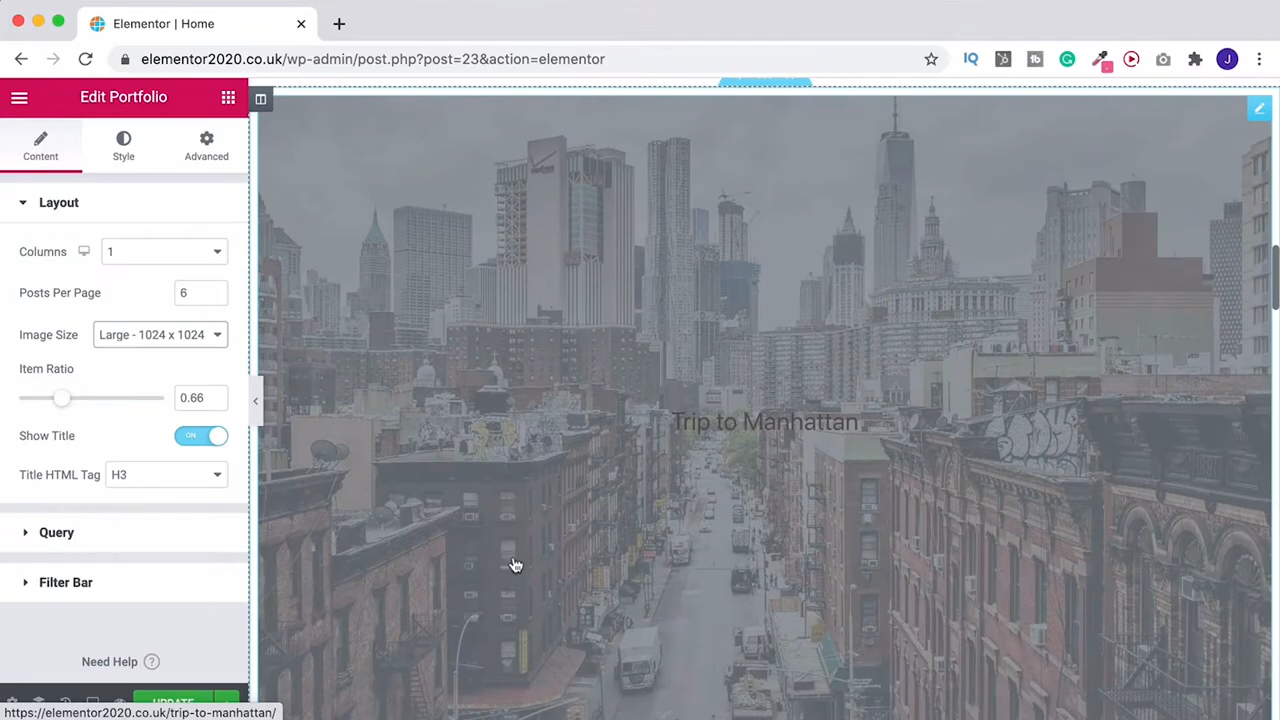 Elementor | Home
elementor2020.co.uk/wp-admin/post.php?post=23&action=elementor
IQ
tb
G
J
Edit Portfolio
Content
Style
Advanced
Layout
Columns
1
Posts Per Page
6
Image Size
Large - 1024 x 1024
Item Ratio
0.66
Show Title
ON
Title HTML Tag
H3
Query
Filter Bar
Need Help ?
UPDATE
https://elementor2020.co.uk/trip-to-manhattan/
Trip to Manhattan